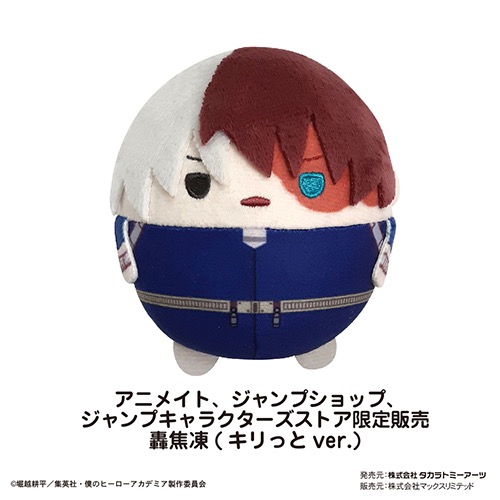 アニメイト、ジャンプショップ、
ジャンプキャラクターズストア限定販売
轟焦凍(キリっとver.)
©堀越耕平／集英社・僕のヒーローアカデミア製作委員会
発売元:株式会社タカラトミーアーツ
販売元:株式会社マックスリミテッド